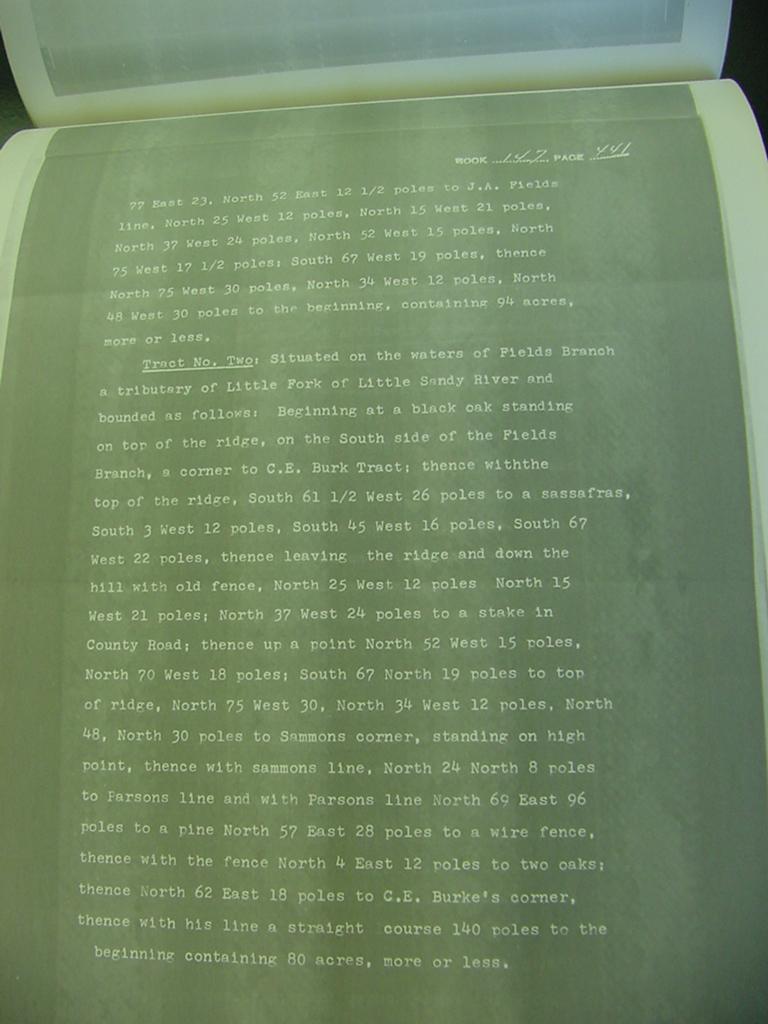 BOOK 147 PAGE 441
77 East 23, North 52 East 12 1/2 poles to J.A. Fields
line, North 25 West 12 poles, North 15 West 21 poles,
North 37 West 24 poles, North 52 West 15 poles, North
75 West 17 1/2 poles; South 67 West 19 poles, thence
North 75 West 30 poles, North 34 West 12 poles, North
48 West 30 poles to the beginning, containing 94 acres,
more or less.
Tract No. Two: Situated on the waters of Fields Branch
a tributary of Little Fork of Little Sandy River and
bounded as follows: Beginning at a black oak standing
on top of the ridge, on the South side of the Fields
Branch, a corner to C.E. Burk Tract; thence withthe
top of the ridge, South 61 1/2 West 26 poles to a sassafras,
South 3 West 12 poles, South 45 West 16 poles, South 67
West 22 poles, thence leaving the ridge and down the
hill with old fence, North 25 West 12 poles North 15
West 21 poles; North 37 West 24 poles to a stake in
County Road; thence up a point North 52 West 15 poles,
North 70 West 18 poles; South 67 North 19 poles to top
of ridge, North 75 West 30, North 34 West 12 poles, North
48, North 30 poles to Sammons corner, standing on high
point, thence with sammons line, North 24 North 8 poles
to Parsons line and with Parsons line North 69 East 96
poles to a pine North 57 East 28 poles to a wire fence,
thence with the fence North 4 East 12 poles to two oaks;
thence North 62 East 18 poles to C.E. Burke's corner,
thence with his line a straight course 140 poles to the
beginning containing 80 acres, more or less.